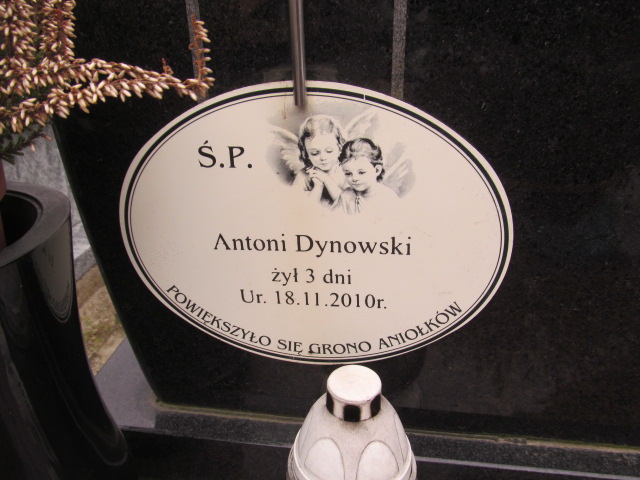 Ś.P.
Antoni Dynowski
żył 3 dni
Ur. 18.11.2010r.
POWIĘKSZYŁO SIĘ GRONO ANIOŁKÓW